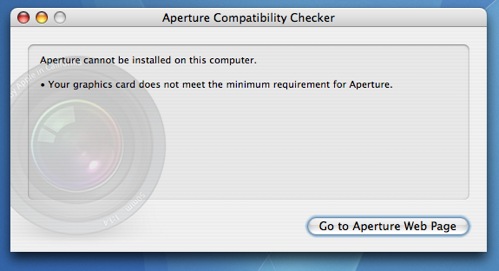 Aperture Compatibility Checker
Aperture cannot be installed on this computer.
• Your graphics card does not meet the minimum requirement for Aperture.
Go to Aperture Web Page